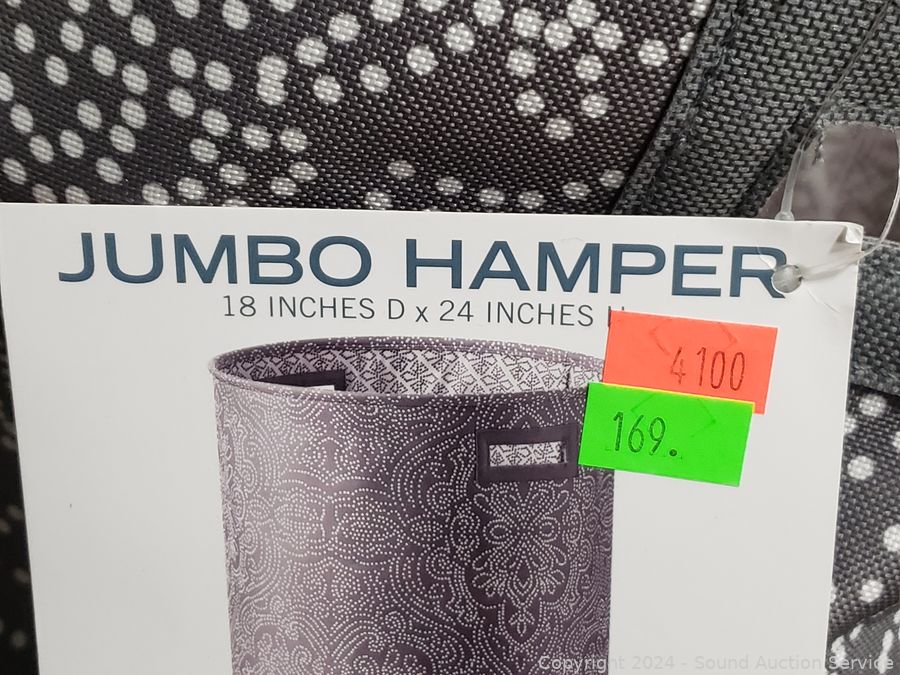 JUMBO HAMPER
18 INCHES D x 24 INCHES H
4100
169.
Copyright 2024 - Sound Auction Service